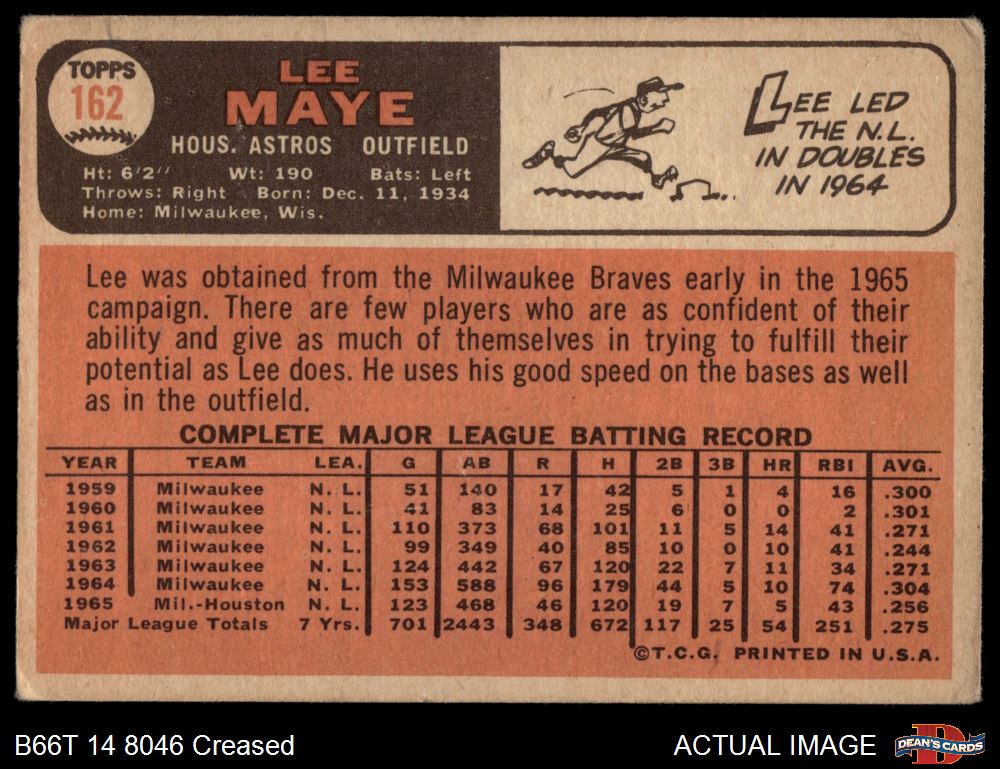 TOPPS
162
LEE
MAYE
HOUS. ASTROS OUTFIELD
Ht: 6'2" Wt: 190 Bats: Left
Throws: Right Born: Dec. 11, 1934
Home: Milwaukee, Wis.
LEE LED
THE N.L.
IN DOUBLES
IN 1964
Lee was obtained from the Milwaukee Braves early in the 1965
campaign. There are few players who are as confident of their
ability and give as much of themselves in trying to fulfill their
potential as Lee does. He uses his good speed on the bases as well
as in the outfield.
COMPLETE MAJOR LEAGUE BATTING RECORD
YEAR TEAM LEA. G AB R H 2B 3B HR RBI AVG.
1959 Milwaukee N. L. 51 140 17 42 5 1 4 16 .300
1960 Milwaukee N. L. 41 83 14 25 6 0 0 2 .301
1961 Milwaukee N. L. 110 373 68 101 11 5 14 41 .271
1962 Milwaukee N. L. 99 349 40 85 10 0 10 41 .244
1963 Milwaukee N. L. 124 442 67 120 22 7 11 34 .271
1964 Milwaukee N. L. 153 588 96 179 44 5 10 74 .304
1965 Mil.-Houston N. L. 123 468 46 120 19 7 5 43 .256
Major League Totals 7 Yrs. 701 2443 348 672 117 25 54 251 .275
©T.C.G. PRINTED IN U.S.A.
B66T 14 8046 Creased
ACTUAL IMAGE
DEAN'S CARDS